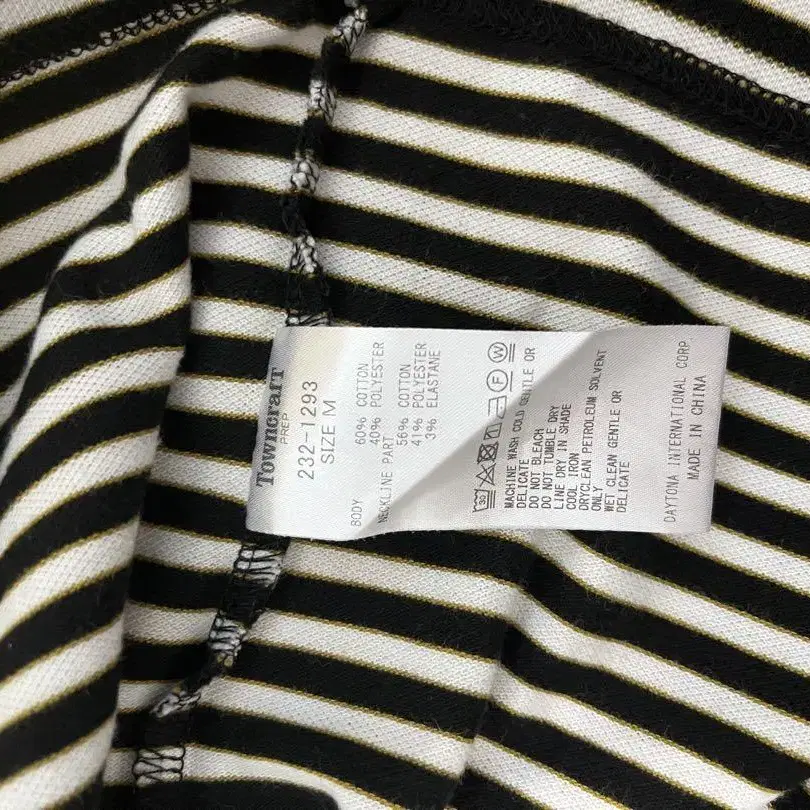 Towncraft
PREP
232-1293
SIZE M
BODY 60% COTTON
40% POLYESTER
NECKLINE PART 56% COTTON
41% POLYESTER
3% ELASTANE
30
F
W
MACHINE WASH COLD GENTLE OR
DELICATE
DO NOT BLEACH
DO NOT TUMBLE DRY
LINE DRY IN SHADE
COOL IRON
DRYCLEAN PETROLEUM SOLVENT
ONLY
WET CLEAN GENTLE OR
DELICATE
DAYTONA INTERNATIONAL CORP
MADE IN CHINA